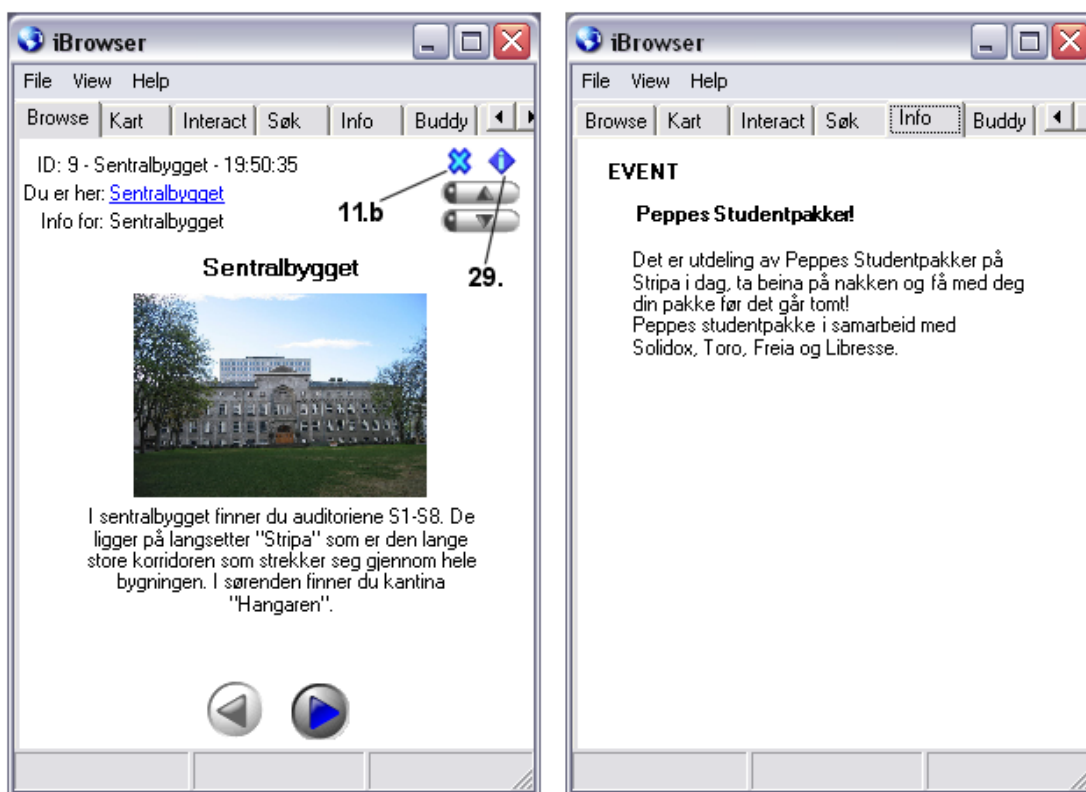 iBrowser
File View Help
Browse Kart Interact Søk Info Buddy
ID: 9 - Sentralbygget - 19:50:35
Du er her: Sentralbygget
Info for: Sentralbygget
11.b
29.
Sentralbygget
I sentralbygget finner du auditoriene S1-S8. De
ligger på langsetter "Stripa" som er den lange
store korridoren som strekker seg gjennom hele
bygningen. I sørenden finner du kantina
"Hangaren".
iBrowser
File View Help
Browse Kart Interact Søk Info Buddy
EVENT
Peppes Studentpakker!
Det er utdeling av Peppes Studentpakker på
Stripa i dag, ta beina på nakken og få med deg
din pakke før det går tomt!
Peppes studentpakke i samarbeid med
Solidox, Toro, Freia og Libresse.